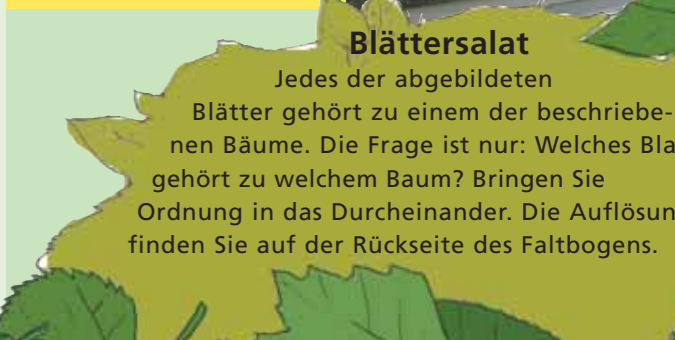 Blättersalat
Jedes der abgebildeten
Blätter gehört zu einem der beschriebe-
nen Bäume. Die Frage ist nur: Welches Bla
gehört zu welchem Baum? Bringen Sie
Ordnung in das Durcheinander. Die Auflösun
finden Sie auf der Rückseite des Faltbogens.